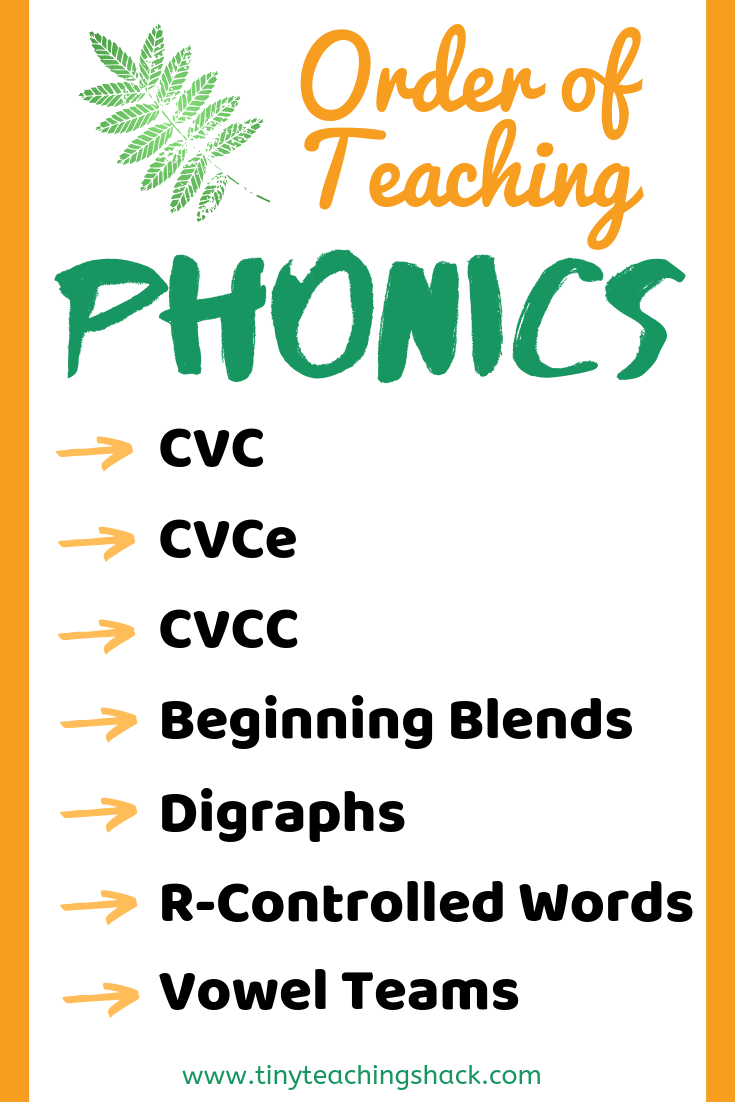 Order of
Teaching
PHONICS
CVC
CVCe
CVCC
Beginning Blends
Digraphs
R-Controlled Words
Vowel Teams
www.tinyteachingshack.com